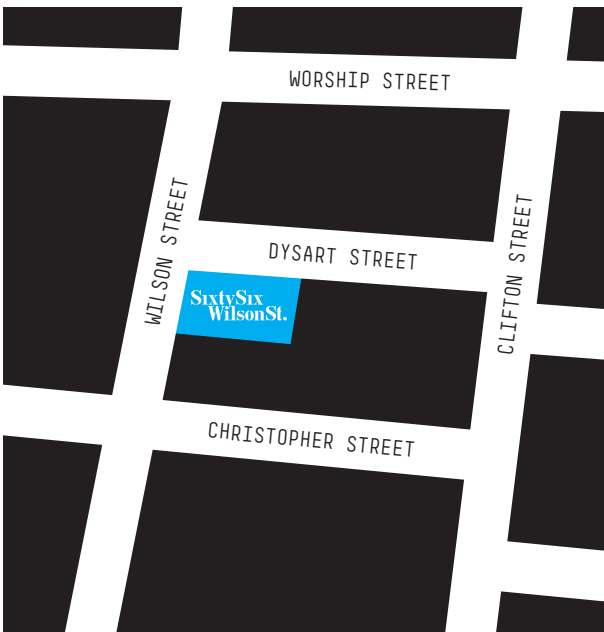 WORSHIP STREET
WILSON STREET
CLIFTON STREET
DYSART STREET
SixtySix
WilsonSt.
CHRISTOPHER STREET